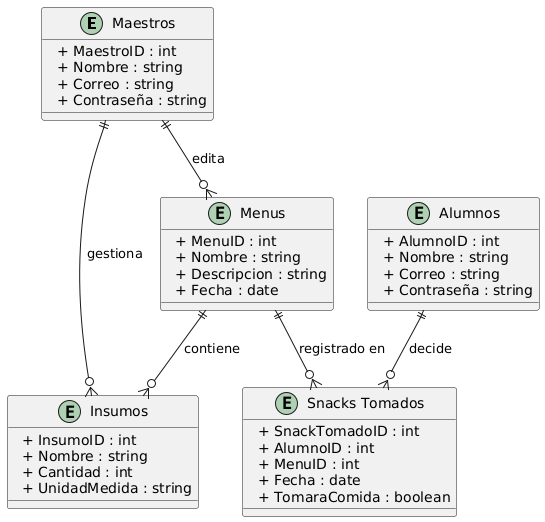 E Maestros
+ MaestroID : int
+ Nombre : string
+ Correo : string
+ Contraseña : string
edita
E Menus
+ MenuID : int
+ Nombre : string
+ Descripcion : string
+ Fecha : date
E Alumnos
+ AlumnoID : int
+ Nombre : string
+ Correo : string
+ Contraseña : string
gestiona
contiene
registrado en
decide
E Insumos
+ InsumoID : int
+ Nombre : string
+ Cantidad : int
+ UnidadMedida : string
E Snacks Tomados
+ SnackTomadoID : int
+ AlumnoID : int
+ MenuID : int
+ Fecha : date
+ TomaraComida : boolean